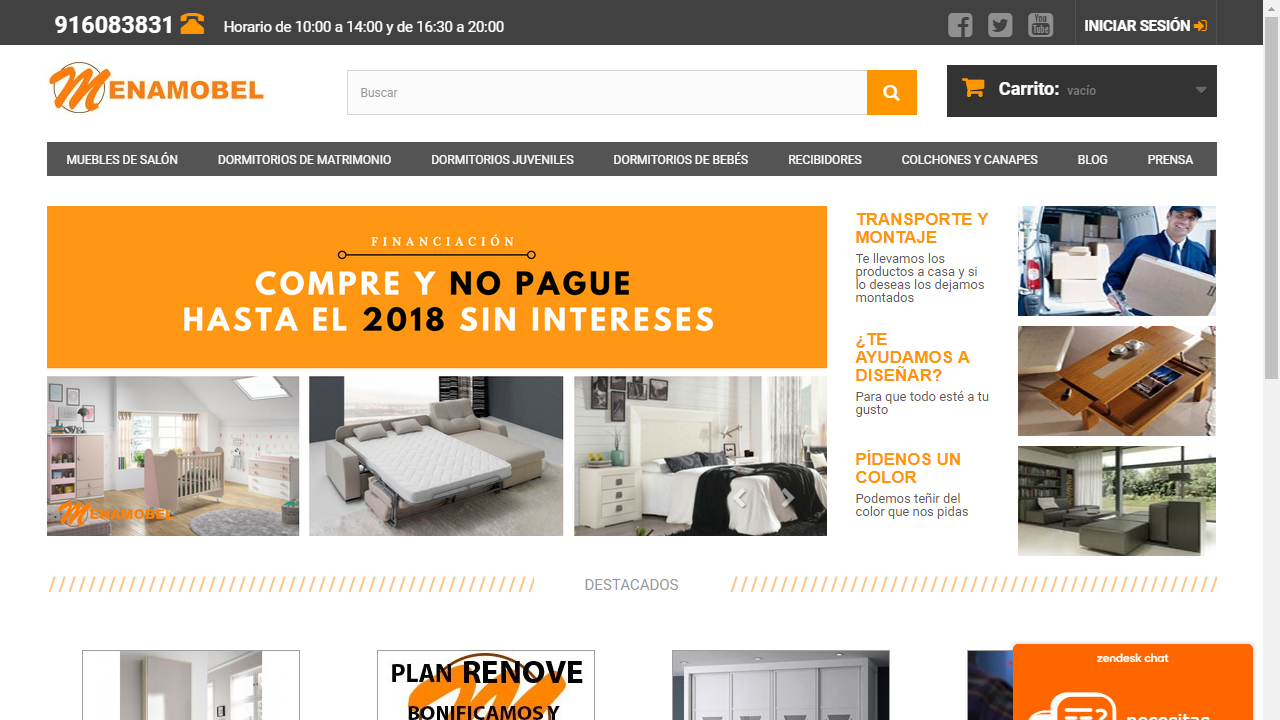 916083831
Horario de 10:00 a 14:00 y de 16:30 a 20:00
You
Tube
INICIAR SESIÓN
MENAMOBEL
Buscar
Carrito: vacío
MUEBLES DE SALÓN
DORMITORIOS DE MATRIMONIO
DORMITORIOS JUVENILES
DORMITORIOS DE BEBÉS
RECIBIDORES
COLCHONES Y CANAPES
BLOG
PRENSA
FINANCIACIÓN
COMPRE Y NO PAGUE
HASTA EL 2018 SIN INTERESES
MENAMOBEL
TRANSPORTE Y
MONTAJE
Te llevamos los
productos a casa y si
lo deseas los dejamos
montados
¿TE
AYUDAMOS A
DISEÑAR?
Para que todo esté a tu
gusto
PÍDENOS UN
COLOR
Podemos teñir del
color que nos pidas
DESTACADOS
PLAN RENOVE
BONIFICAMOS Y
zendesk chat
necesitas